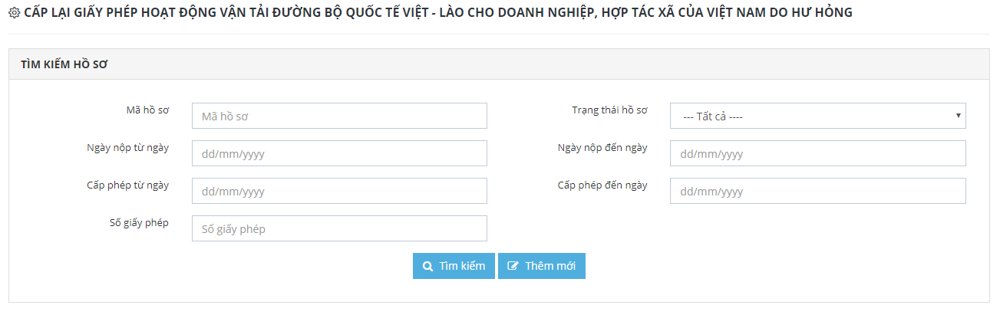 CẤP LẠI GIẤY PHÉP HOẠT ĐỘNG VẬN TẢI ĐƯỜNG BỘ QUỐC TẾ VIỆT - LÀO CHO DOANH NGHIỆP, HỢP TÁC XÃ CỦA VIỆT NAM DO HƯ HỎNG
TÌM KIẾM HỒ SƠ
Mã hồ sơ Mã hồ sơ Trạng thái hồ sơ --- Tất cả ----
Ngày nộp từ ngày dd/mm/yyyy Ngày nộp đến ngày dd/mm/yyyy
Cấp phép từ ngày dd/mm/yyyy Cấp phép đến ngày dd/mm/yyyy
Số giấy phép Số giấy phép
Tìm kiếm Thêm mới